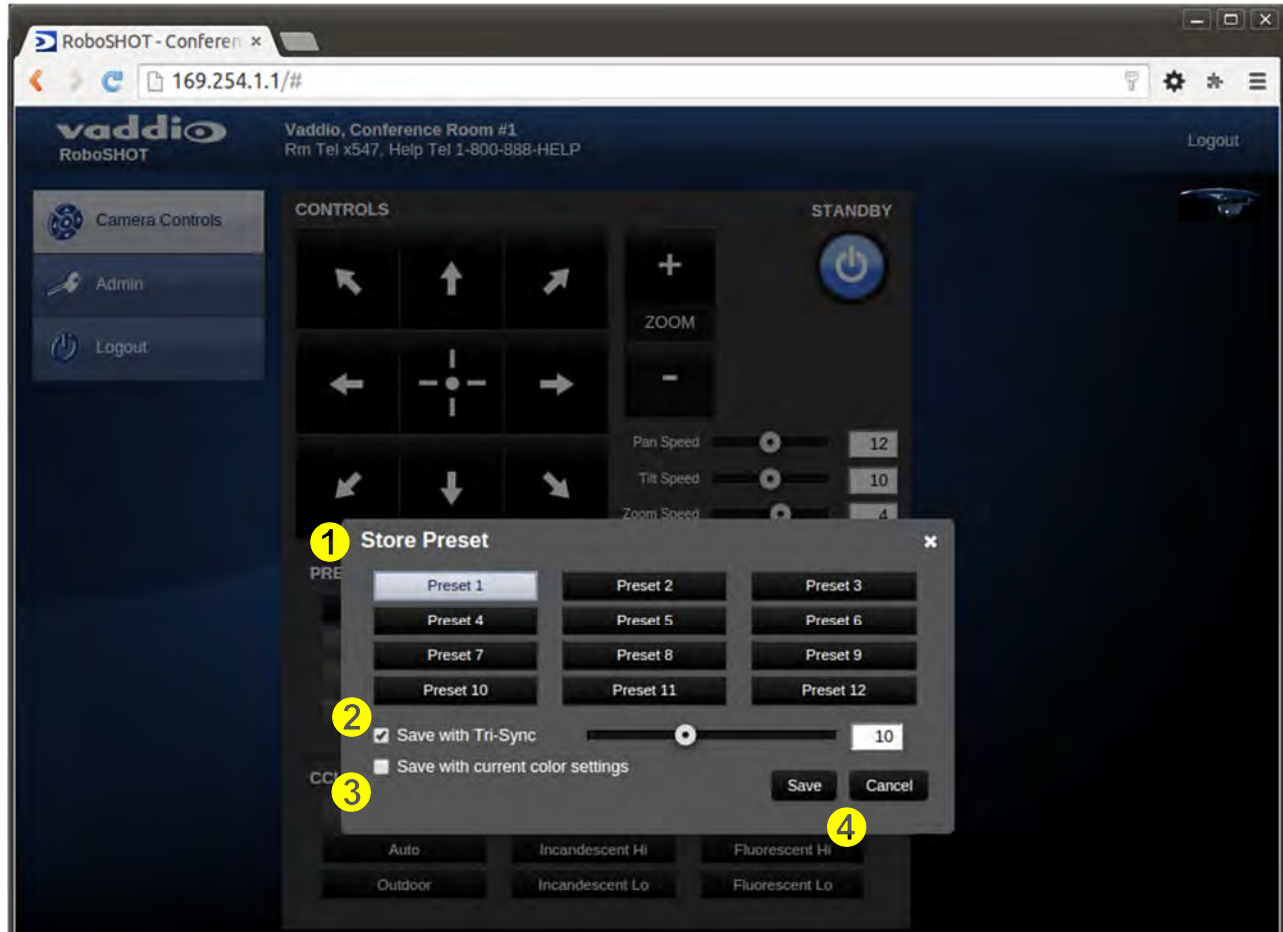 RoboSHOT - Conferen
169.254.1.1/#
vaddio
RoboSHOT
Vaddio, Conference Room #1
Rm Tel x547, Help Tel 1-800-888-HELP
Logout
Camera Controls
Admin
Logout
CONTROLS
STANDBY
+
ZOOM
-
Pan Speed
12
Tilt Speed
10
Zoom Speed
4
1
Store Preset
PRE
Preset 1
Preset 2
Preset 3
Preset 4
Preset 5
Preset 6
Preset 7
Preset 8
Preset 9
Preset 10
Preset 11
Preset 12
2
Save with Tri-Sync
10
Save with current color settings
3
CCU
Save
Cancel
4
Auto
Incandescent Hi
Fluorescent Hi
Outdoor
Incandescent Lo
Fluorescent Lo